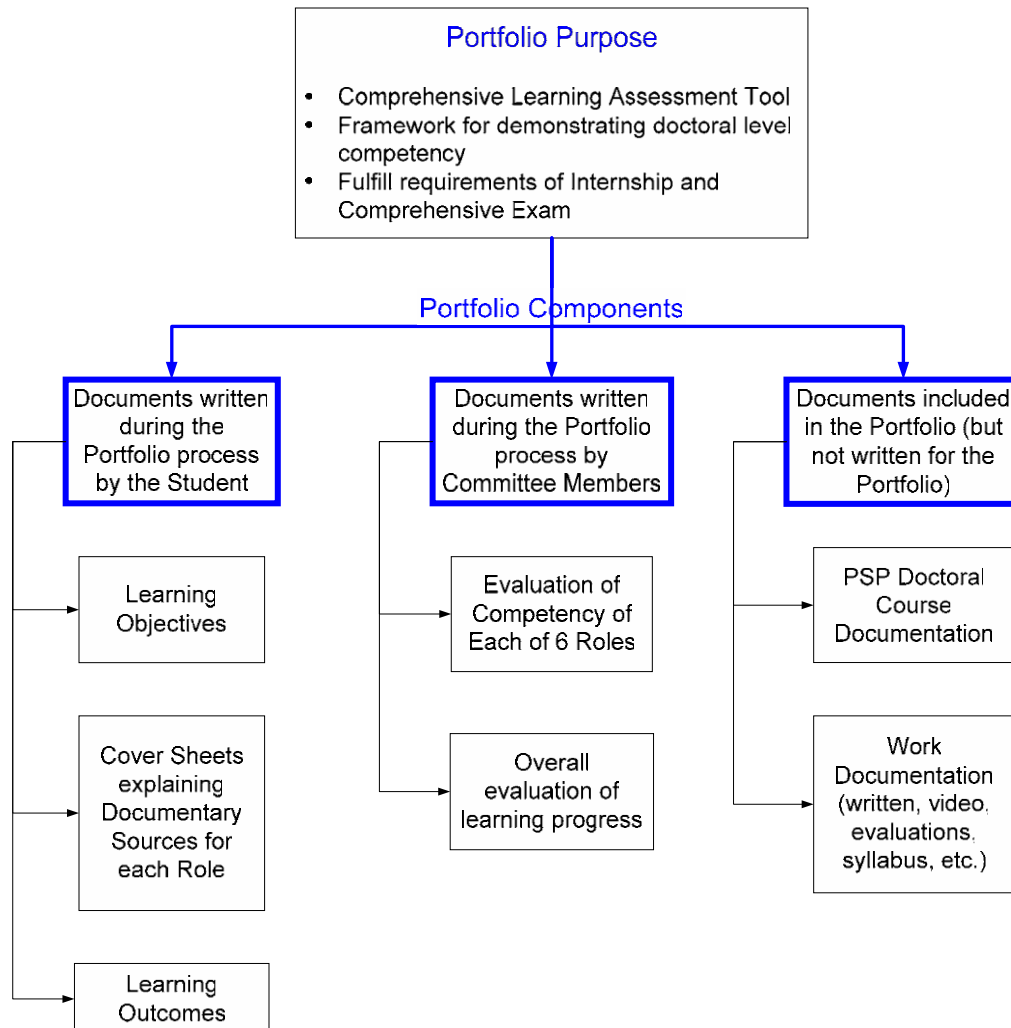 Portfolio Purpose
• Comprehensive Learning Assessment Tool
• Framework for demonstrating doctoral level
competency
• Fulfill requirements of Internship and
Comprehensive Exam
Portfolio Components
Documents written
during the
Portfolio process
by the Student
Learning
Objectives
Cover Sheets
explaining
Documentary
Sources for
each Role
Learning
Outcomes
Documents written
during the Portfolio
process by
Committee Members
Evaluation of
Competency of
Each of 6 Roles
Overall
evaluation of
learning progress
Documents included
in the Portfolio (but
not written for the
Portfolio)
PSP Doctoral
Course
Documentation
Work
Documentation
(written, video,
evaluations,
syllabus, etc.)